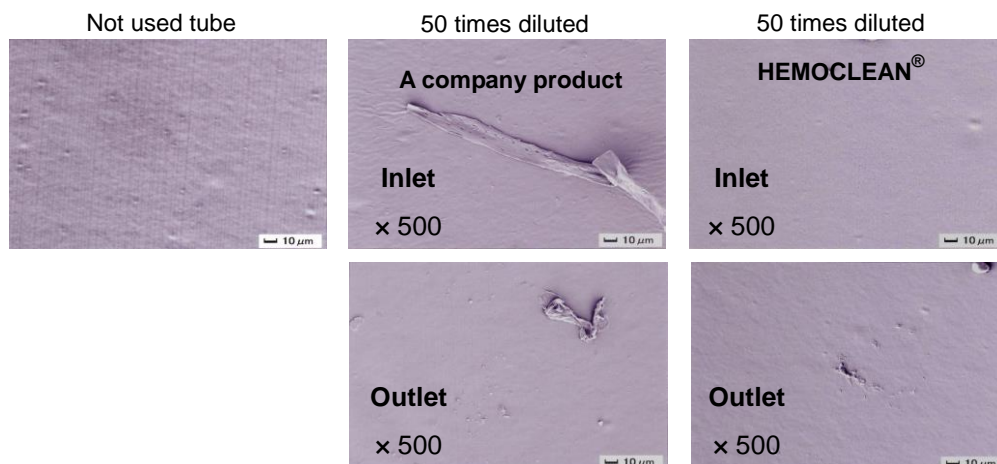 Not used tube
50 times diluted
50 times diluted
A company product
HEMOCLEAN®
Inlet
Inlet
× 500
× 500
10 μm
10 μm
10 μm
Outlet
Outlet
× 500
× 500
10 μm
10 μm